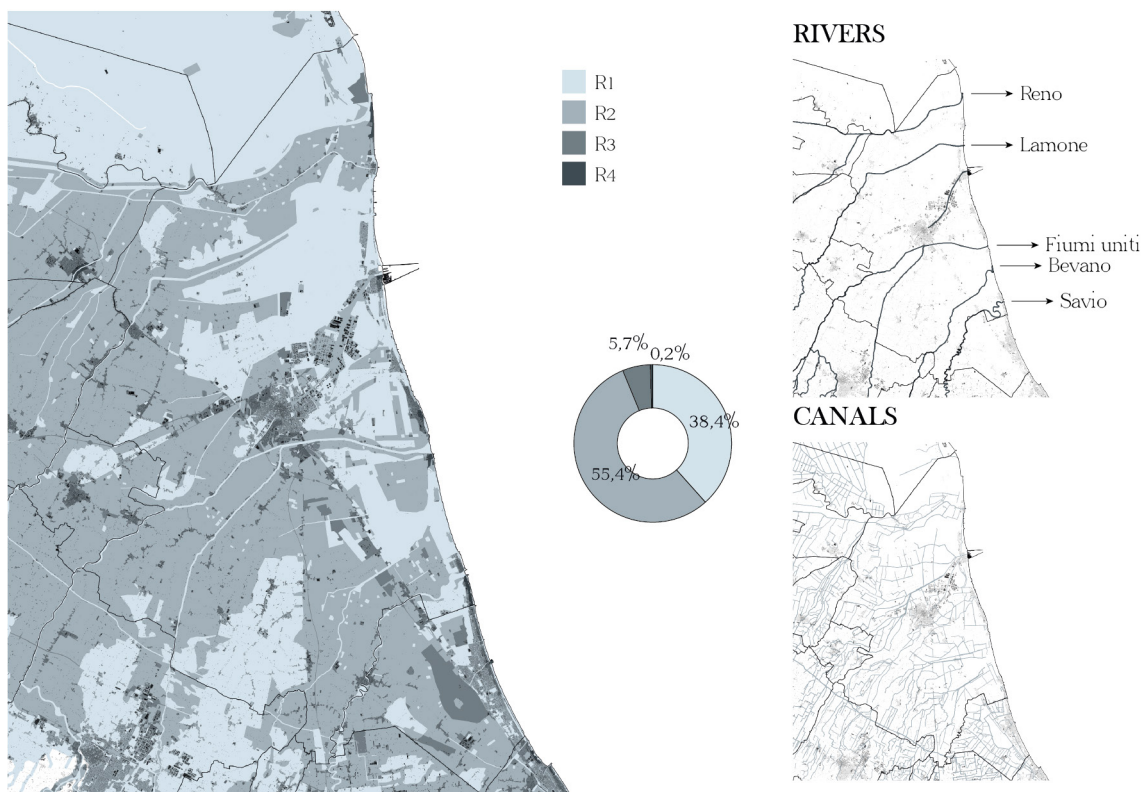 R1
R2
R3
R4
5,7%
0,2%
38,4%
55,4%
RIVERS
Reno
Lamone
Fiumi uniti
Bevano
Savio
CANALS